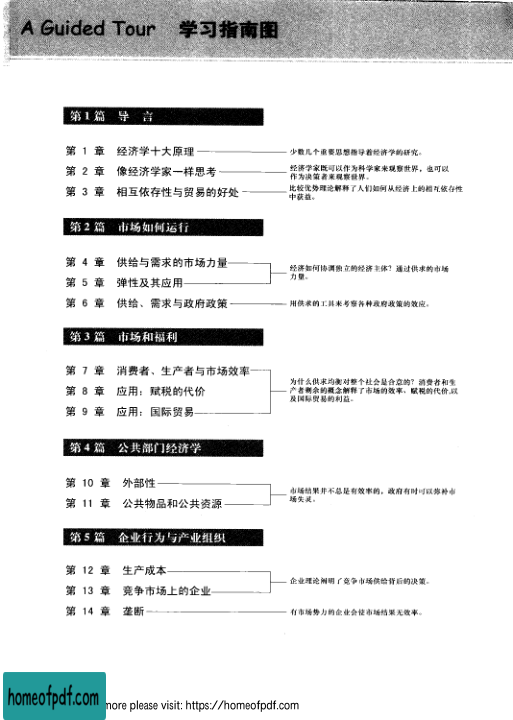 A Guided Tour 学习指南图
第1篇 导 言
第 1 章 经济学十大原理
少数几个重要思想指导着经济学的研究。
第 2 章 像经济学家一样思考
经济学家既可以作为科学家来观察世界，也可以
作为决策者来观察世界。
第 3 章 相互依存性与贸易的好处
比较优势理论解释了人们如何从经济上的相互依存性
中获益。
第2篇 市场如何运行
第 4 章 供给与需求的市场力量
第 5 章 弹性及其应用
经济如何协调独立的经济主体？通过供求的市场
力量。
第 6 章 供给、需求与政府政策
用供求的工具来考察各种政府政策的效应。
第3篇 市场和福利
第 7 章 消费者、生产者与市场效率
第 8 章 应用：赋税的代价
第 9 章 应用：国际贸易
为什么供求均衡对整个社会是合意的？消费者和生
产者剩余的概念解释了市场的效率、赋税的代价，以
及国际贸易的利益。
第4篇 公共部门经济学
第 10 章 外部性
第 11 章 公共物品和公共资源
市场结果并不总是有效率的，政府有时可以弥补市
场失灵。
第5篇 企业行为与产业组织
第 12 章 生产成本
第 13 章 竞争市场上的企业
企业理论阐明了竞争市场供给背后的决策。
第 14 章 垄断
有市场势力的企业会使市场结果无效率。
homeofpdf.com
more please visit: https://homeofpdf.com